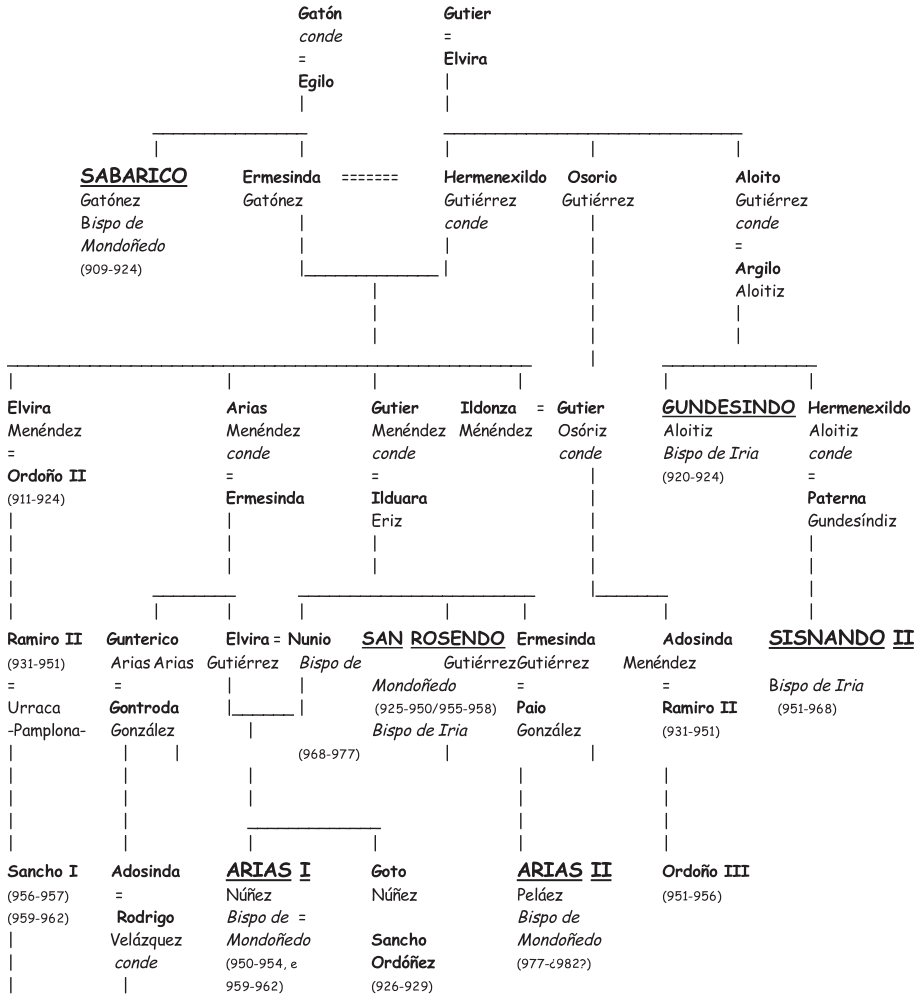 Gatón Gutier
conde =
= Elvira
Egilo
SABARICO Ermesinda ======= Hermenexildo Osorio Aloito
Gatónez Gatónez Gutiérrez Gutiérrez Gutiérrez
Bispo de conde conde
Mondoñedo =
(909-924) Argilo
Aloitiz
Elvira Arias Gutier Ildonza = Gutier GUNDESINDO Hermenexildo
Menéndez Menéndez Menéndez Ménéndez Osóriz Aloitiz Aloitiz
= conde conde conde Bispo de Iria conde
Ordoño II = = (920-924) =
(911-924) Ermesinda Ilduara Paterna
Eriz Gundesíndiz
Ramiro II Gunterico Elvira = Nunio SAN ROSENDO Ermesinda Adosinda SISNANDO II
(931-951) Arias Arias Gutiérrez Bispo de Gutiérrez Gutiérrez Menéndez
= = Mondoñedo = = Bispo de Iria
Urraca Gontroda (925-950/955-958) Paio Ramiro II (951-968)
-Pamplona- González Bispo de Iria González (931-951)
(968-977)
Sancho I Adosinda ARIAS I Goto ARIAS II Ordoño III
(956-957) = Núñez Núñez Peláez (951-956)
(959-962) Rodrigo Bispo de = Bispo de
Velázquez Mondoñedo Sancho Mondoñedo
conde (950-954, e Ordóñez (977-¿982?)
959-962) (926-929)